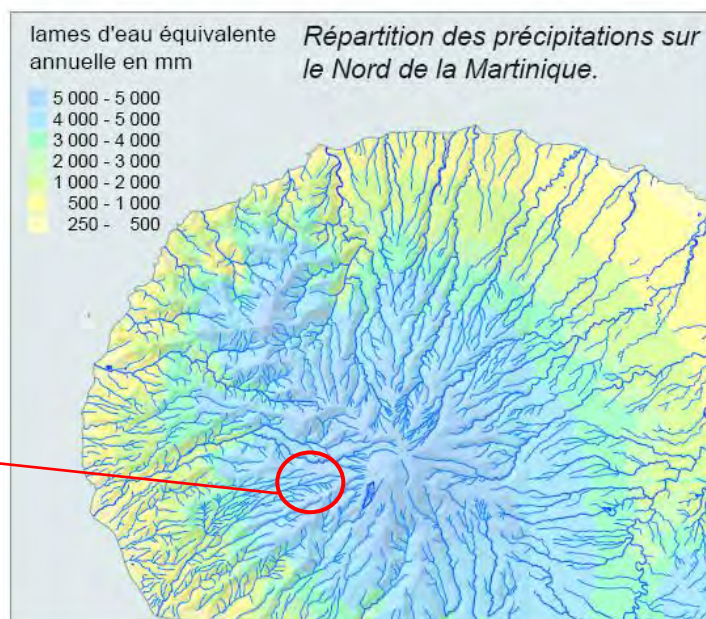 lames d'eau équivalente
annuelle en mm
5 000 - 5 000
4 000 - 5 000
3 000 - 4 000
2 000 - 3 000
1 000 - 2 000
500 - 1 000
250 - 500
Répartition des précipitations sur
le Nord de la Martinique.